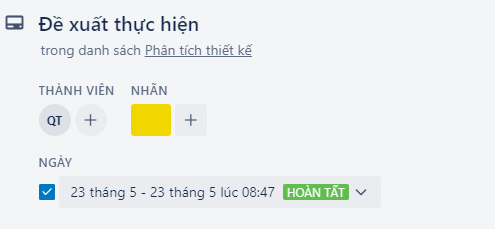 Đề xuất thực hiện
trong danh sách Phân tích thiết kế
THÀNH VIÊN NHÃN
QT + +
NGÀY
23 tháng 5 - 23 tháng 5 lúc 08:47 HOÀN TẤT